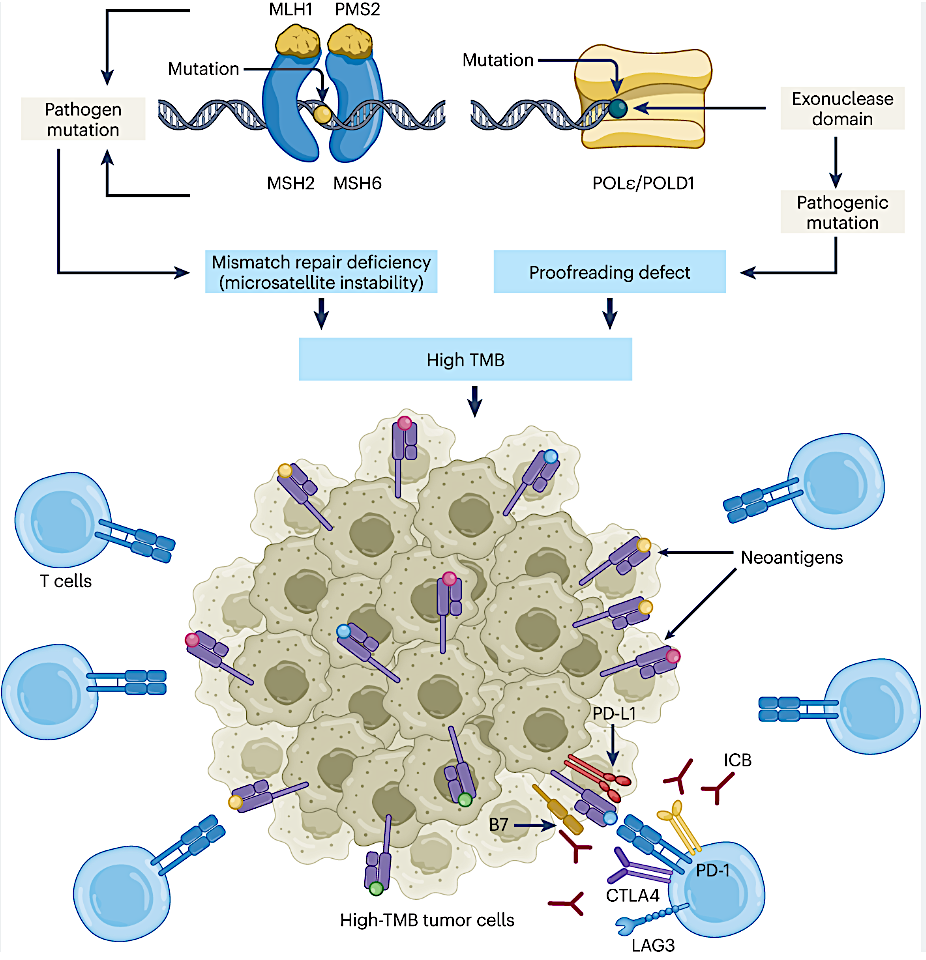 MLH1 PMS2
Mutation
Mutation
Pathogen
mutation
Exonuclease
domain
MSH2 MSH6
POLε/POLD1
Pathogenic
mutation
Mismatch repair deficiency
(microsatellite instability)
Proofreading defect
High TMB
Neoantigens
T cells
PD-L1
ICB
B7
PD-1
CTLA4
High-TMB tumor cells
LAG3